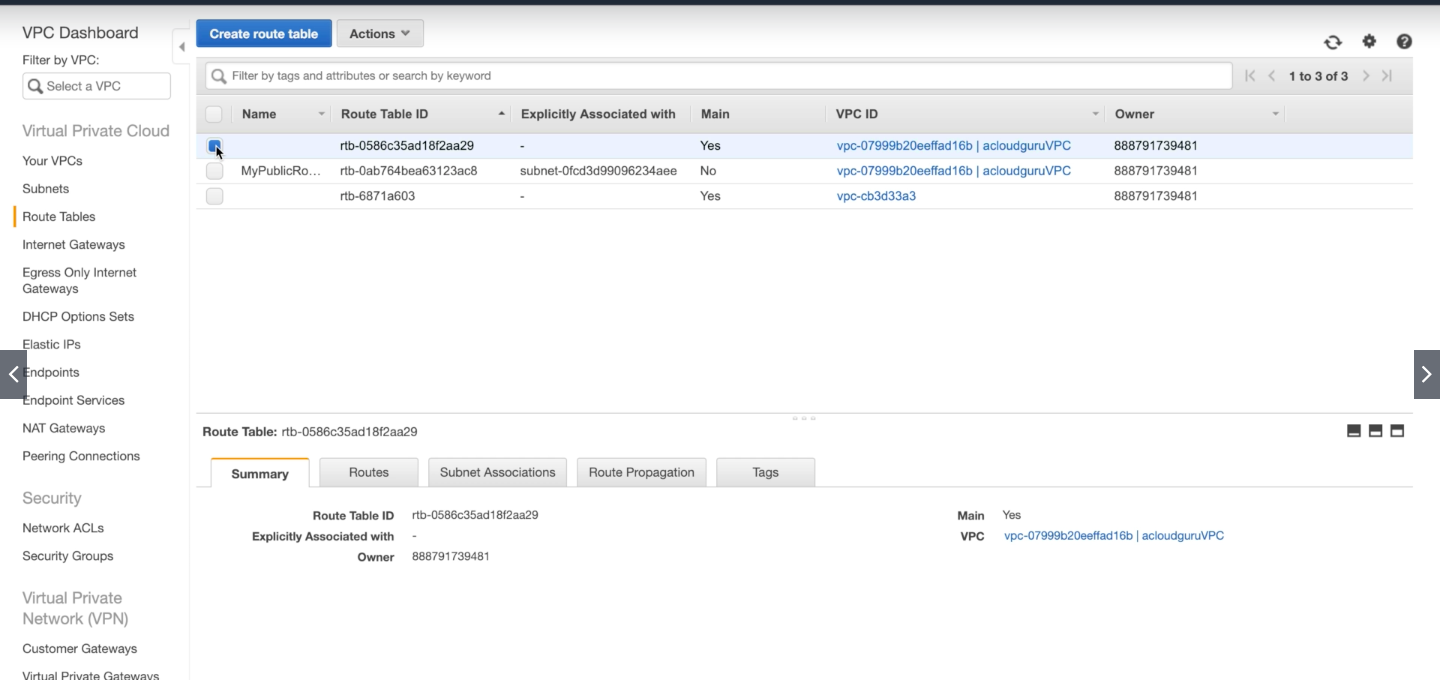 VPC Dashboard
Filter by VPC:
Select a VPC
Virtual Private Cloud
Your VPCs
Subnets
Route Tables
Internet Gateways
Egress Only Internet
Gateways
DHCP Options Sets
Elastic IPs
Endpoints
Endpoint Services
NAT Gateways
Peering Connections
Security
Network ACLs
Security Groups
Virtual Private
Network (VPN)
Customer Gateways
Virtual Private Gateways
Create route table Actions
Filter by tags and attributes or search by keyword 1 to 3 of 3
Name Route Table ID Explicitly Associated with Main VPC ID Owner
rtb-0586c35ad18f2aa29 - Yes vpc-07999b20eeffad16b | acloudguruVPC 888791739481
MyPublicRo... rtb-0ab764bea63123ac8 subnet-0fcd3d99096234aee No vpc-07999b20eeffad16b | acloudguruVPC 888791739481
rtb-6871a603 - Yes vpc-cb3d33a3 888791739481
Route Table: rtb-0586c35ad18f2aa29
Summary Routes Subnet Associations Route Propagation Tags
Route Table ID rtb-0586c35ad18f2aa29 Main Yes
Explicitly Associated with - VPC vpc-07999b20eeffad16b | acloudguruVPC
Owner 888791739481